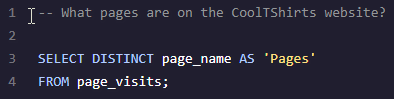 1 -- What pages are on the CoolTShirts website?
2
3 SELECT DISTINCT page_name AS 'Pages'
4 FROM page_visits;